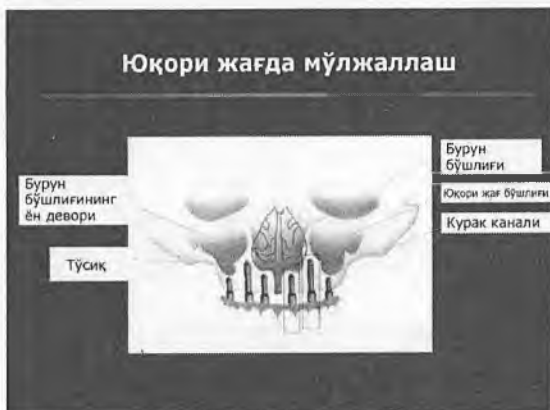 Юқори жағда мўлжаллаш
Бурун
бўшлиғининг
ён девори
Тўсиқ
Бурун
бўшлиғи
Юқори жағ бўшлиғи
Курак канали